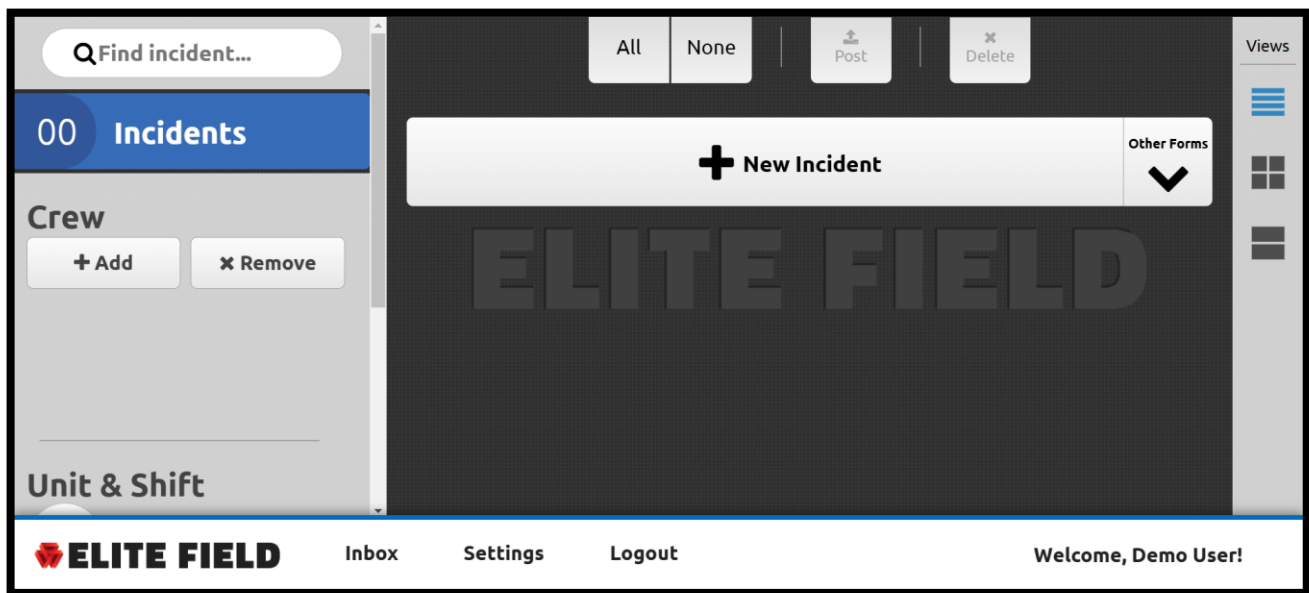 Find incident...
00 Incidents
Crew
Add
Remove
Unit & Shift
All
None
Post
Delete
New Incident
Other Forms
ELITE FIELD
Views
ELITE FIELD
Inbox
Settings
Logout
Welcome, Demo User!